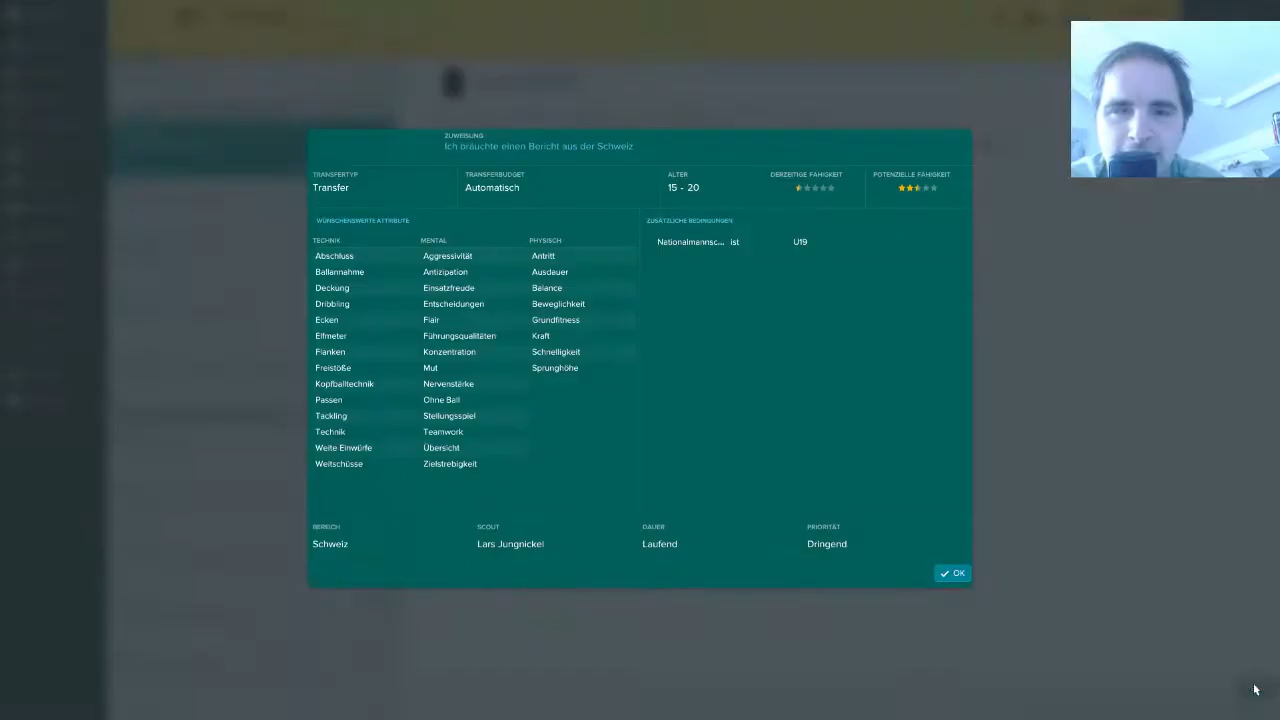 ZUWEISUNG
Ich bräuchte einen Bericht aus der Schweiz
TRANSFERTYP
Transfer
TRANSFERBUDGET
Automatisch
ALTER
15 - 20
DERZEITIGE FÄHIGKEIT
POTENZIELLE FÄHIGKEIT
WÜNSCHENSWERTE ATTRIBUTE
TECHNIK
Abschluss
Ballannahme
Deckung
Dribbling
Ecken
Elfmeter
Flanken
Freistöße
Kopfballtechnik
Passen
Tackling
Technik
Weite Einwürfe
Weitschüsse
MENTAL
Aggressivität
Antizipation
Einsatzfreude
Entscheidungen
Flair
Führungsqualitäten
Konzentration
Mut
Nervenstärke
Ohne Ball
Stellungsspiel
Teamwork
Übersicht
Zielstrebigkeit
PHYSISCH
Antritt
Ausdauer
Balance
Beweglichkeit
Grundfitness
Kraft
Schnelligkeit
Sprunghöhe
ZUSÄTZLICHE BEDINGUNGEN
Nationalmannsc... ist U19
BEREICH
Schweiz
SCOUT
Lars Jungnickel
DAUER
Laufend
PRIORITÄT
Dringend
OK